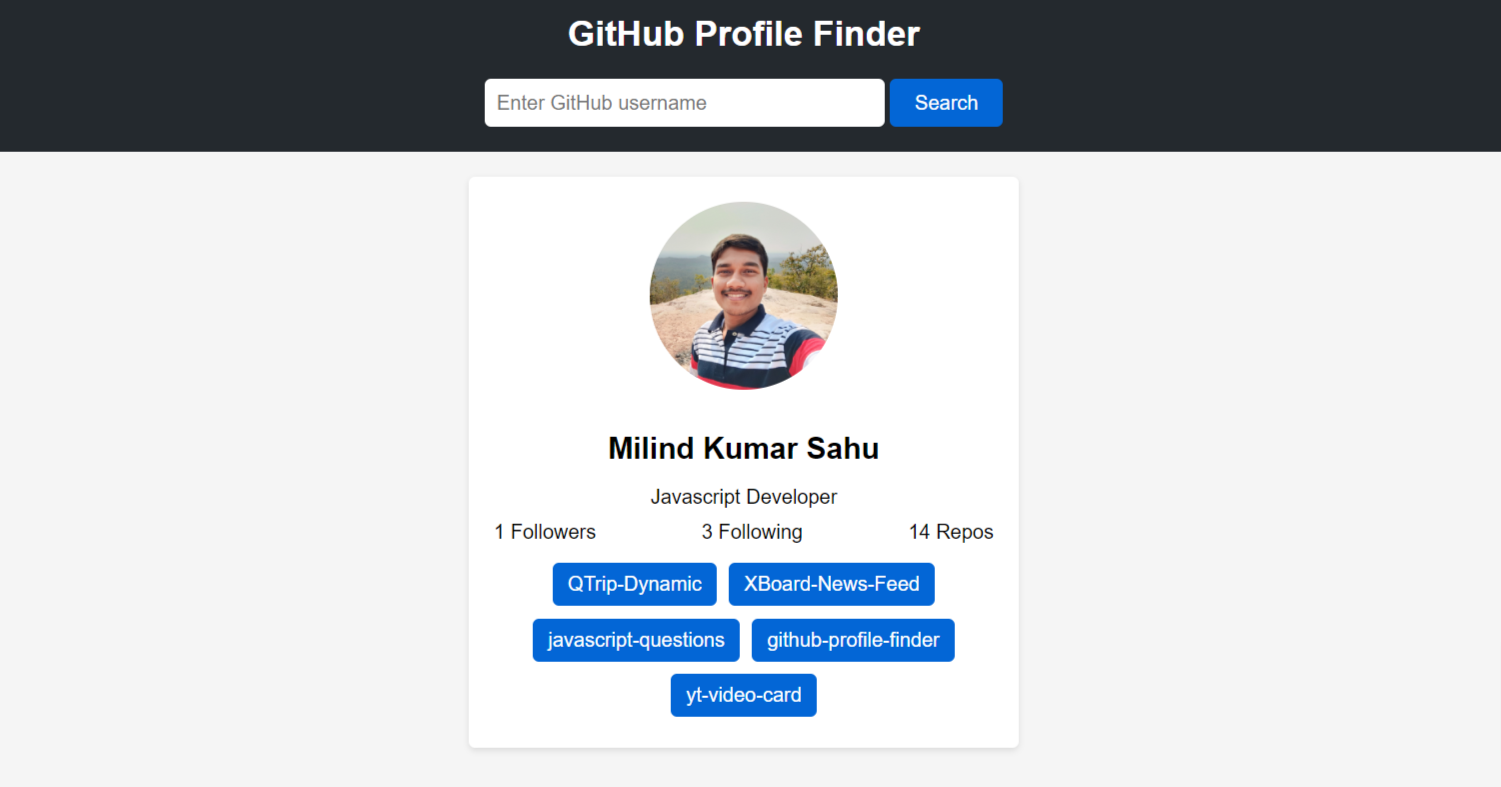 GitHub Profile Finder
Enter GitHub username Search
Milind Kumar Sahu
Javascript Developer
1 Followers 3 Following 14 Repos
QTrip-Dynamic XBoard-News-Feed
javascript-questions github-profile-finder
yt-video-card